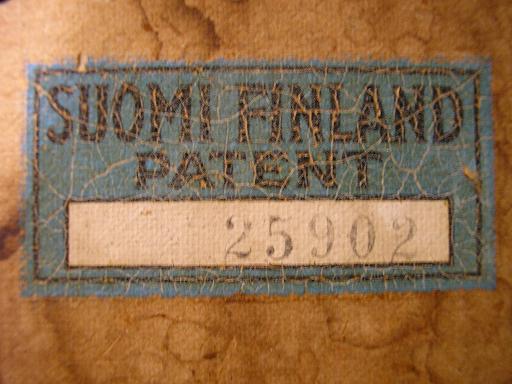 SUOMI FINLAND
PATENT
25902